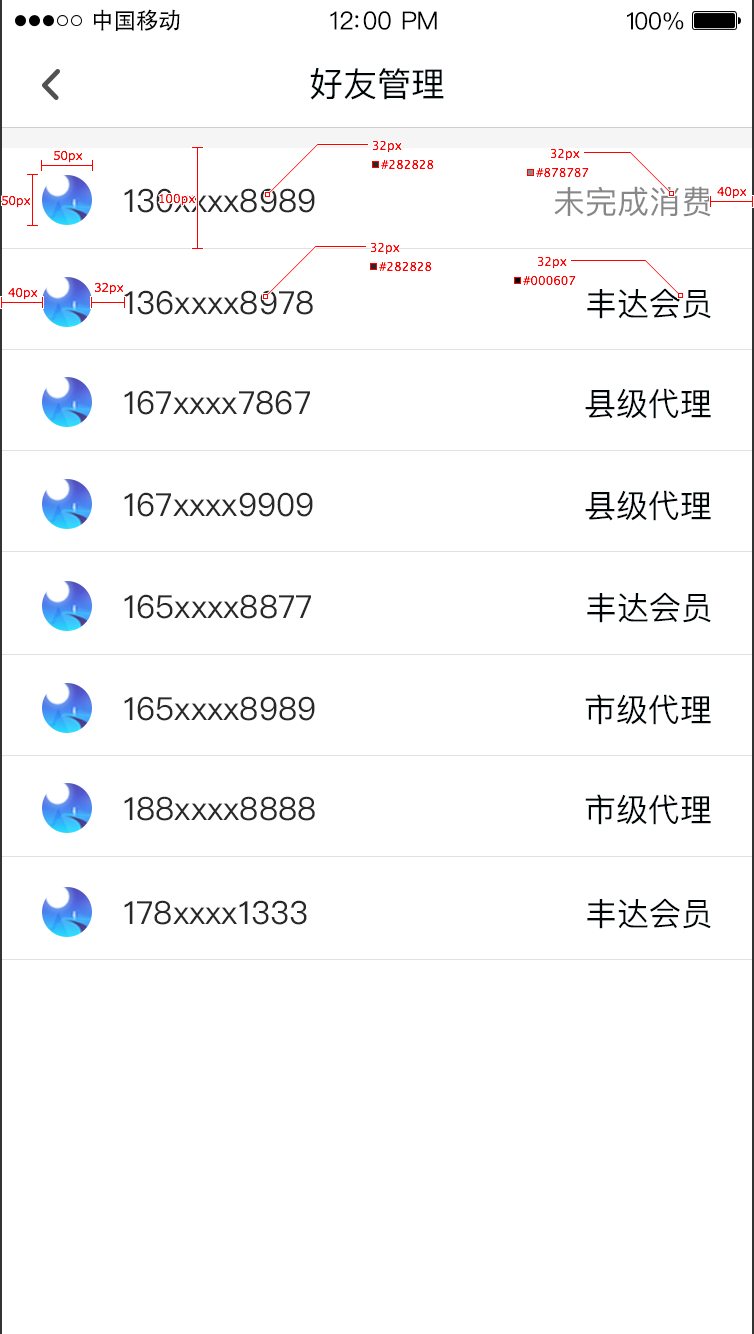 中国移动 12:00 PM 100%
好友管理
50px 32px 32px
#282828 #878787
50px 136xxxx8989 100px 未完成消费 40px
32px 32px
#282828 #000607
40px 32px 136xxxx8978 丰达会员
167xxxx7867 县级代理
167xxxx9909 县级代理
165xxxx8877 丰达会员
165xxxx8989 市级代理
188xxxx8888 市级代理
178xxxx1333 丰达会员